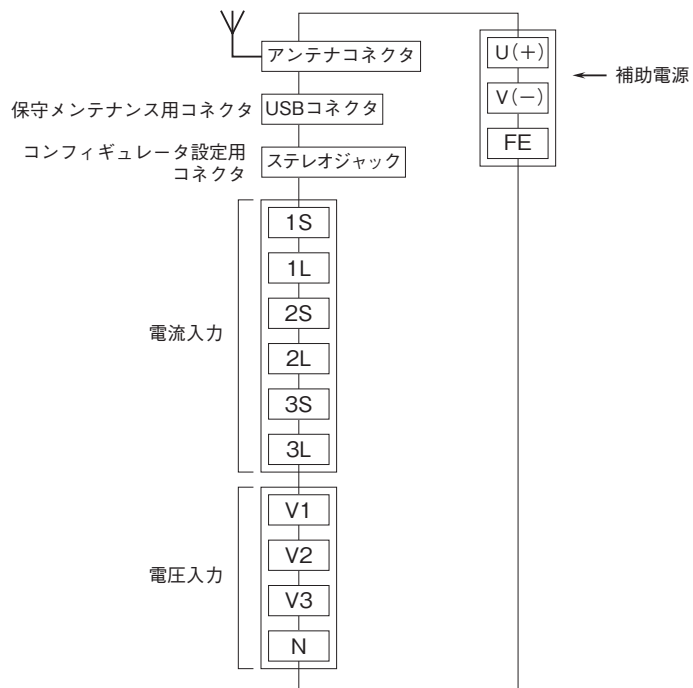 アンテナコネクタ
保守メンテナンス用コネクタ
USBコネクタ
コンフィギュレータ設定用
コネクタ
ステレオジャック
電流入力
1S
1L
2S
2L
3S
3L
電圧入力
V1
V2
V3
N
U(+)
V(−)
FE
補助電源